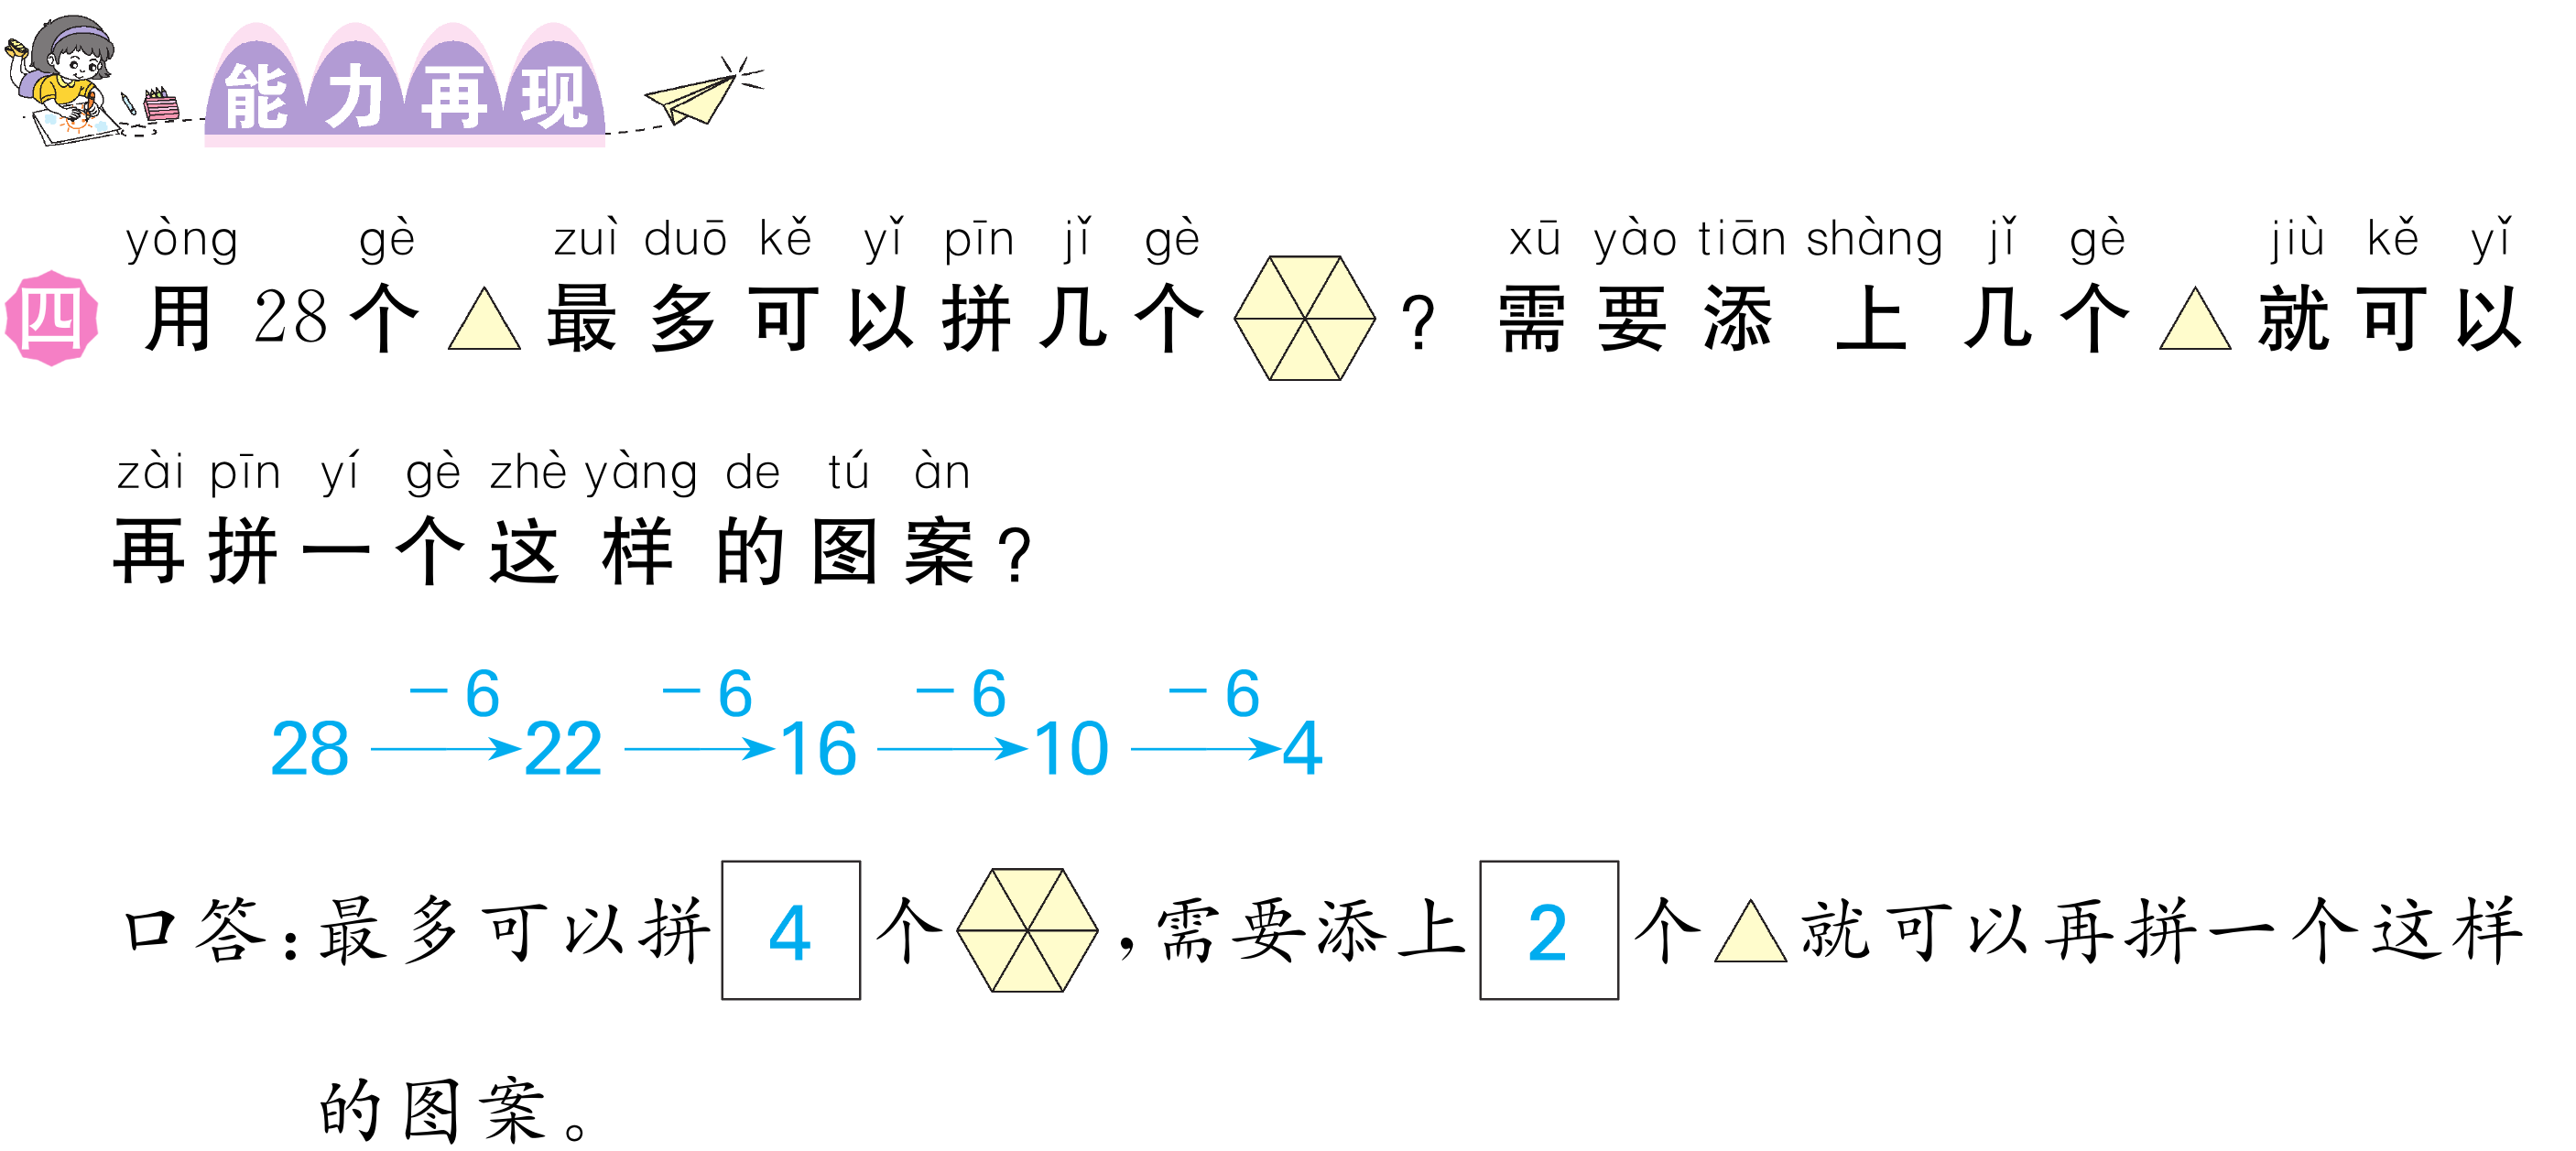 能力再现
yòng gè zuì duō kě yǐ pīn jǐ gè xū yào tiān shàng jǐ gè jiù kě yǐ
四 用 28 个 最多可以拼几个 ? 需要添上几个 就可以
zài pīn yí gè zhè yàng de tú àn
再拼一个这样的图案?
－6 －6 －6 －6
28 22 16 10 4
口答:最多可以拼 4 个 ,需要添上 2 个 就可以再拼一个这样
的图案。